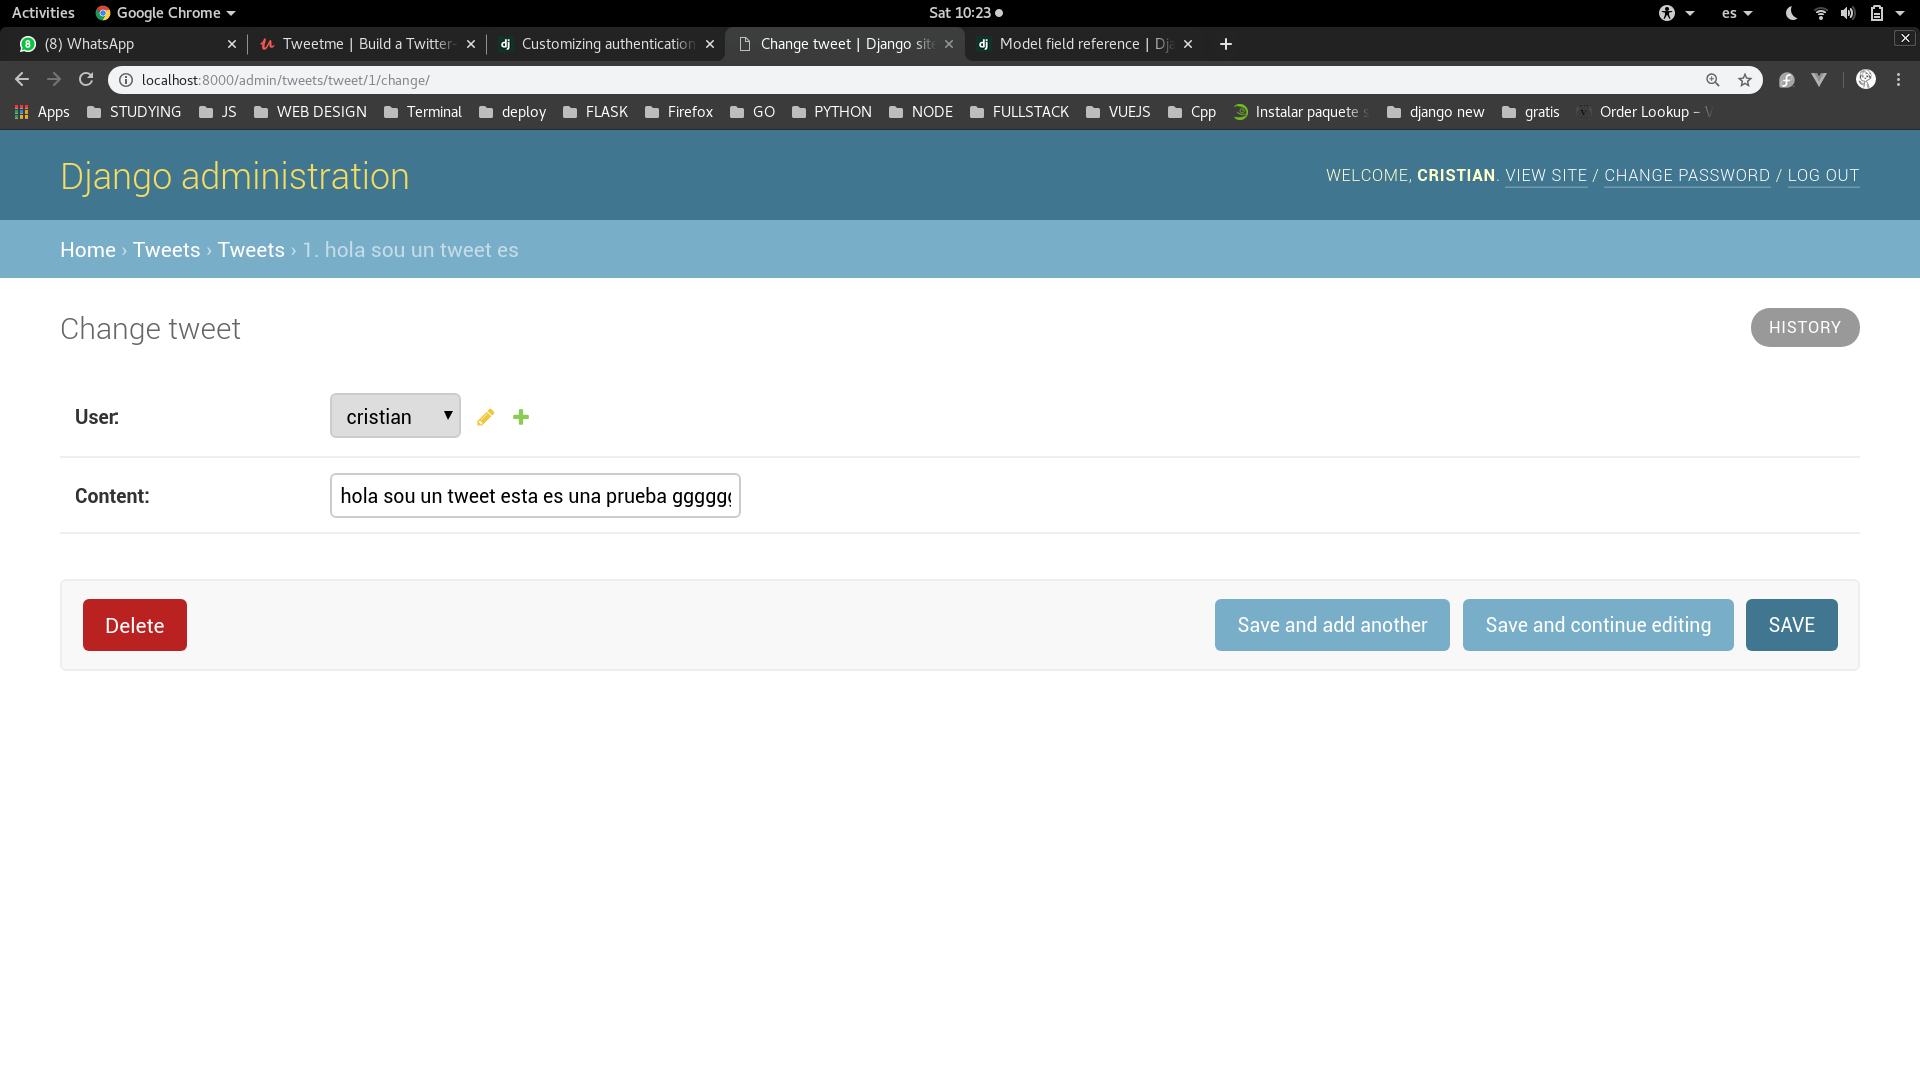 Activities Google Chrome Sat 10:23 es
(8) WhatsApp Tweetme | Build a Twitter- Customizing authentication Change tweet | Django site Model field reference | Dja
localhost:8000/admin/tweets/tweet/1/change/
Apps STUDYING JS WEB DESIGN Terminal deploy FLASK Firefox GO PYTHON NODE FULLSTACK VUEJS Cpp Instalar paquete s django new gratis Order Lookup – V
Django administration
WELCOME, CRISTIAN. VIEW SITE / CHANGE PASSWORD / LOG OUT
Home › Tweets › Tweets › 1. hola sou un tweet es
Change tweet
HISTORY
User: cristian
Content: hola sou un tweet esta es una prueba gggggg
Delete
Save and add another Save and continue editing SAVE